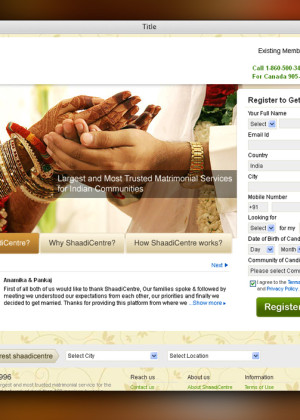 Title
Existing Memb
Call 1-860-500-34
For Canada 905-
Register to Get
Your Full Name
Select
Email Id
Country
India
City
Mobile Number
+91
Looking for
Select
for my
Date of Birth of Cand
Day
Month
Community of Candi
Please select Comm
I agree to the Terms
and Privacy Policy
Register
Largest and Most Trusted Matrimonial Services
for Indian Communities
diCentre?
Why ShaadiCentre?
How ShaadiCentre works?
Next
Anamika & Pankaj
First of all both of us would like to thank ShaadiCentre, Our families spoke & followed by
meeting we understood our expectations from each other, our priorities and finally we
decided to get married. Thanks for providing this platform from where we ..Show more
rest shaadicentre
Select City
Select Location
996
Reach us
About us
Information
argest and most trusted matrimonial service for the
Contact us
About ShaadiCentre
Terms of Use